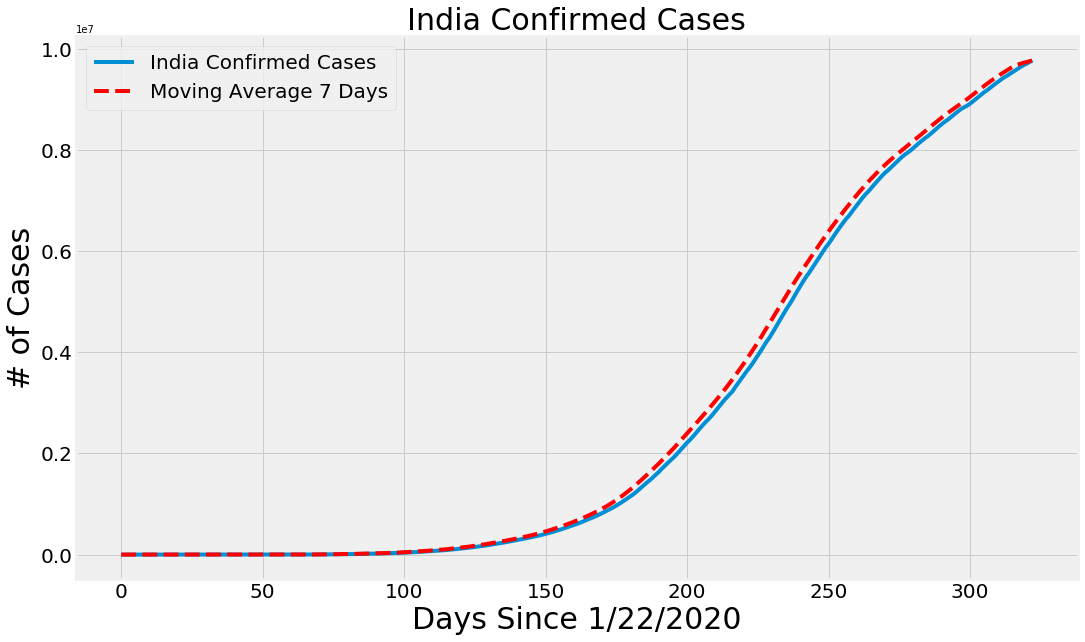 India Confirmed Cases
1e7
India Confirmed Cases
Moving Average 7 Days
# of Cases
1.0
0.8
0.6
0.4
0.2
0.0
0 50 100 150 200 250 300
Days Since 1/22/2020